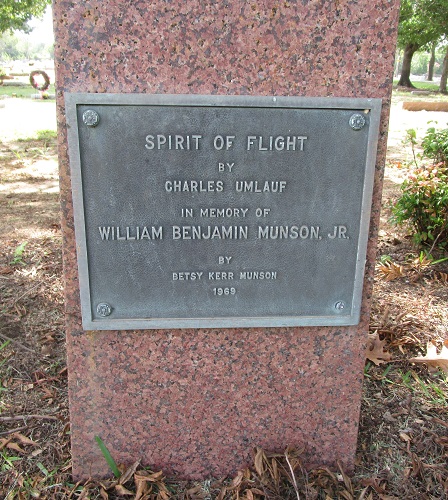 SPIRIT OF FLIGHT
BY
CHARLES UMLAUF
IN MEMORY OF
WILLIAM BENJAMIN MUNSON, JR.
BY
BETSY KERR MUNSON
1969